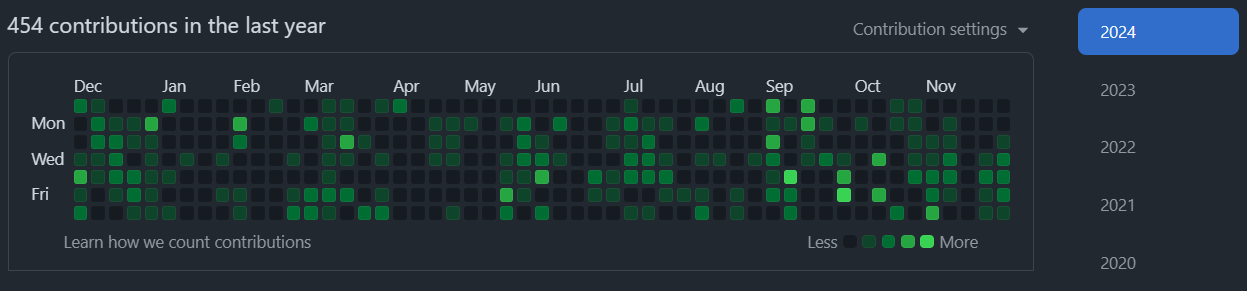 454 contributions in the last year
Contribution settings
Dec Jan Feb Mar Apr May Jun Jul Aug Sep Oct Nov
Mon
Wed
Fri
Learn how we count contributions
Less More
2024
2023
2022
2021
2020